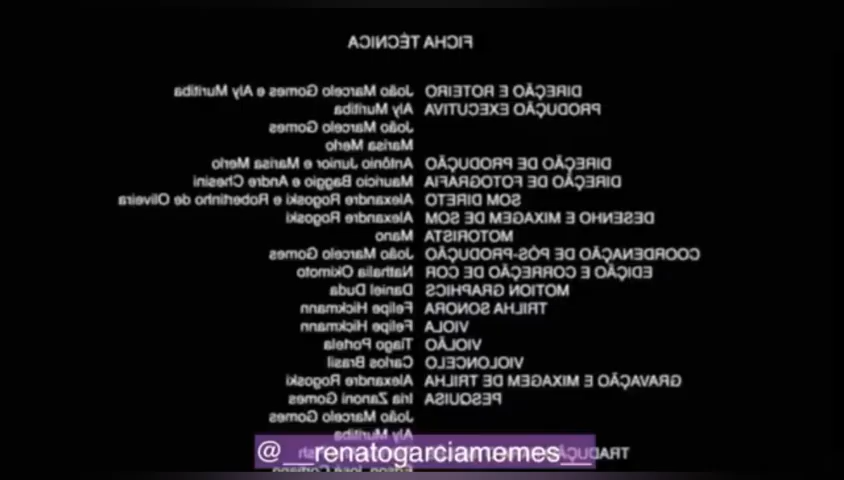 FICHA TÉCNICA
DIREÇÃO E ROTEIRO João Marcelo Gomes e Aly Muritiba
PRODUÇÃO EXECUTIVA Aly Muritiba
João Marcelo Gomes
Marisa Merlo
DIREÇÃO DE PRODUÇÃO Antônio Junior e Marisa Merlo
DIREÇÃO DE FOTOGRAFIA Mauricio Baggio e Andre Chesini
SOM DIRETO Alexandre Rogoski e Robertinho de Oliveira
DESENHO E MIXAGEM DE SOM Alexandre Rogoski
MOTORISTA Mano
COORDENAÇÃO DE PÓS-PRODUÇÃO João Marcelo Gomes
EDIÇÃO E CORREÇÃO DE COR Nathalia Okimoto
MOTION GRAPHICS Daniel Duda
TRILHA SONORA Felipe Hickmann
VIOLA Felipe Hickmann
VIOLÃO Tiago Portela
VIOLONCELO Carlos Brasil
GRAVAÇÃO E MIXAGEM DE TRILHA Alexandre Rogoski
PESQUISA Iria Zanoni Gomes
João Marcelo Gomes
Aly Muritiba
TRADUÇÃO
@__renatogarciamemes__